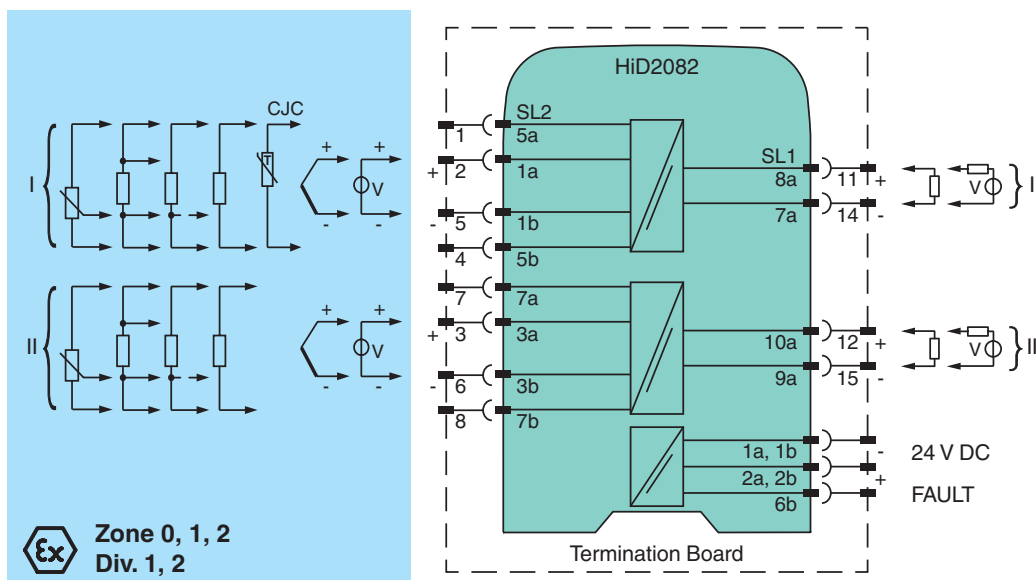 HiD2082
CJC
T
SL2
1
5a
+
2
1a
SL1
8a
11
+
I
+
+
V
-
-
-
5
1b
7a
14
-
V
I
4
5b
7
7a
II
+
+
V
-
-
+
3
3a
10a
12
+
-
6
3b
9a
15
-
V
II
8
7b
1a, 1b
-
24 V DC
2a, 2b
+
6b
FAULT
Ex
Zone 0, 1, 2
Div. 1, 2
Termination Board